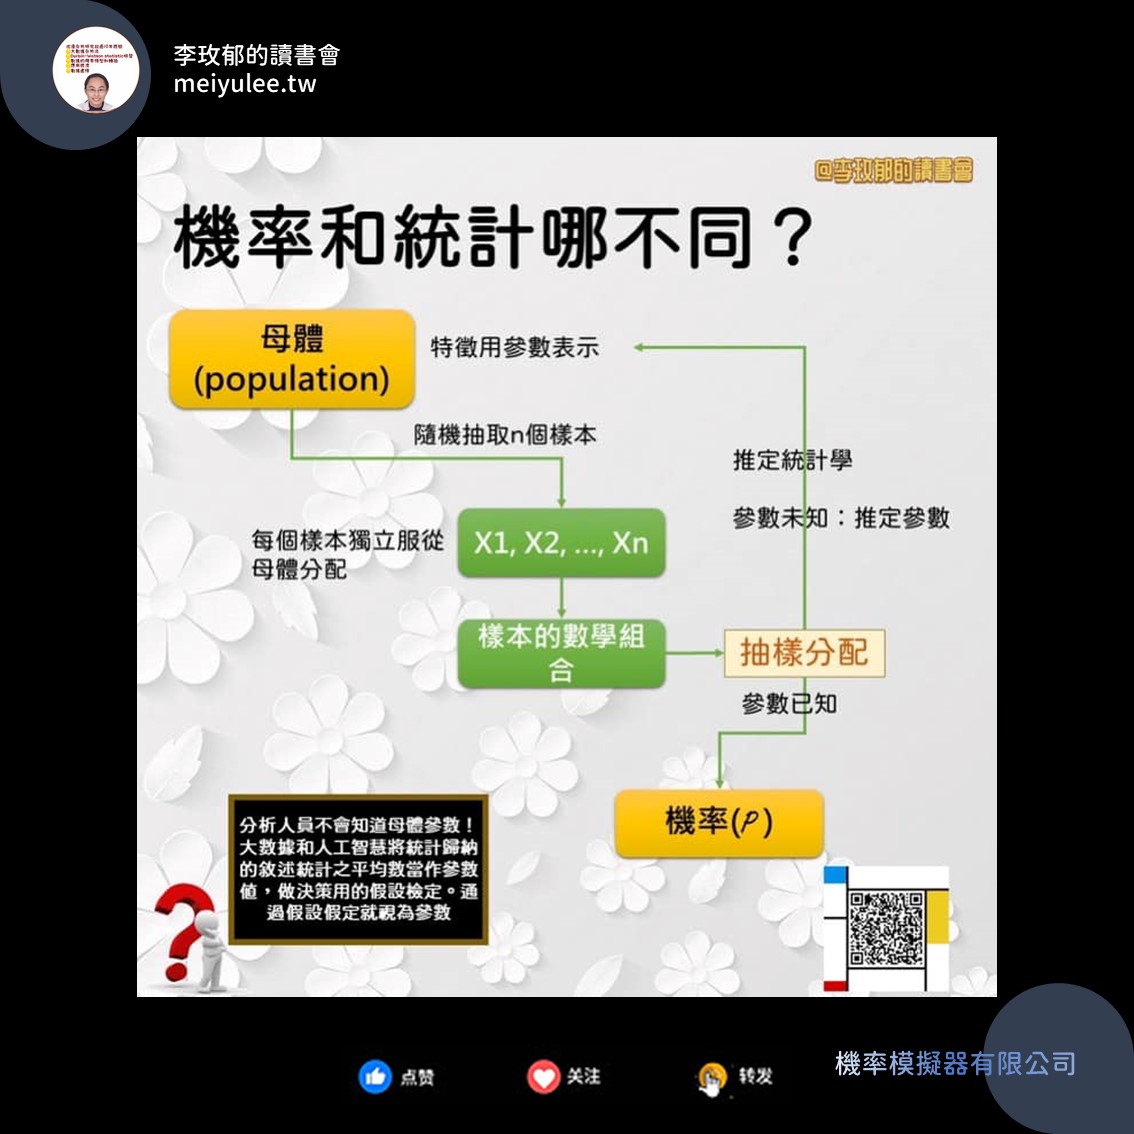 李玫郁的讀書會
meiyulee.tw
@李玫郁的讀書會
機率和統計哪不同？
母體
(population)
特徵用參數表示
隨機抽取n個樣本
推定統計學
參數未知：推定參數
每個樣本獨立服從
母體分配
X1, X2, ..., Xn
樣本的數學組
合
抽樣分配
參數已知
機率(p)
分析人員不會知道母體參數！
大數據和人工智慧將統計歸納
的敘述統計之平均數當作參數
值，做決策用的假設檢定。通
過假設假定就視為參數
点赞
关注
转发
機率模擬器有限公司